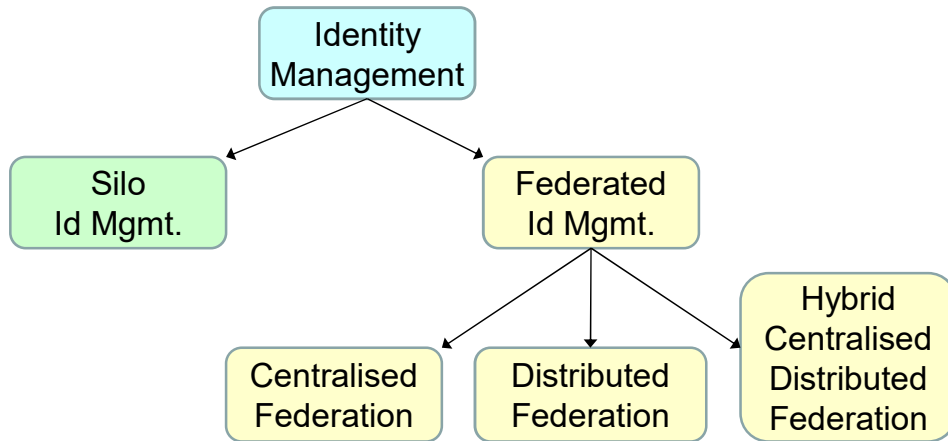 Identity
Management
Silo
Id Mgmt.
Federated
Id Mgmt.
Centralised
Federation
Distributed
Federation
Hybrid
Centralised
Distributed
Federation